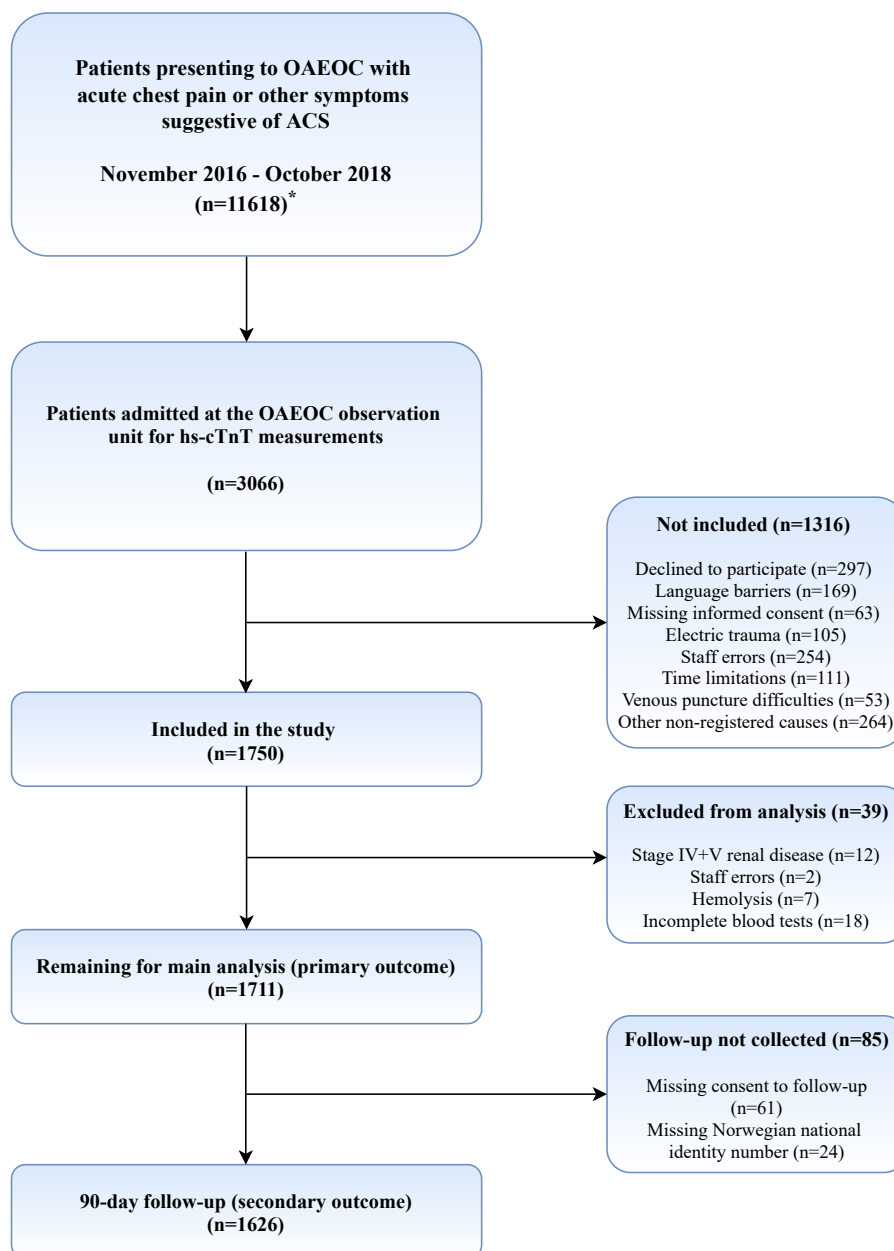 Patients presenting to OAEOC with
acute chest pain or other symptoms
suggestive of ACS
November 2016 - October 2018
(n=11618)*
Patients admitted at the OAEOC observation
unit for hs-cTnT measurements
(n=3066)
Not included (n=1316)
Declined to participate (n=297)
Language barriers (n=169)
Missing informed consent (n=63)
Electric trauma (n=105)
Staff errors (n=254)
Time limitations (n=111)
Venous puncture difficulties (n=53)
Other non-registered causes (n=264)
Included in the study
(n=1750)
Excluded from analysis (n=39)
Stage IV+V renal disease (n=12)
Staff errors (n=2)
Hemolysis (n=7)
Incomplete blood tests (n=18)
Remaining for main analysis (primary outcome)
(n=1711)
Follow-up not collected (n=85)
Missing consent to follow-up
(n=61)
Missing Norwegian national
identity number (n=24)
90-day follow-up (secondary outcome)
(n=1626)